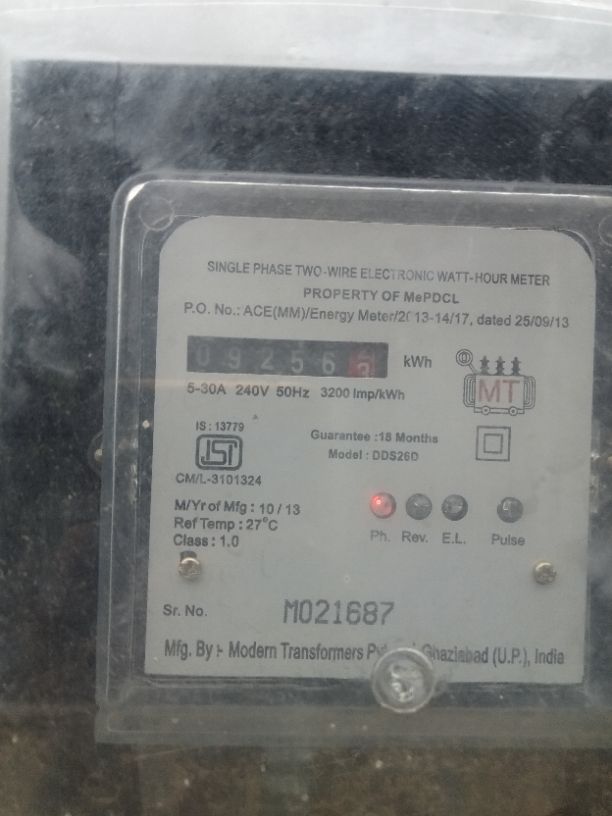 SINGLE PHASE TWO-WIRE ELECTRONIC WATT-HOUR METER
PROPERTY OF MePDCL
P.O. No.: ACE(MM)/Energy Meter/2013-14/17, dated 25/09/13
09256 kWh
5-30A 240V 50Hz 3200 Imp/kWh
MT
IS : 13779
ISI
CM/L-3101324
Guarantee :18 Months
Model : DDS26D
M/Yr of Mfg : 10 / 13
Ref Temp : 27°C
Class : 1.0
Ph. Rev. E.L. Pulse
Sr. No. M021687
Mfg. By :- Modern Transformers Ghaziabad (U.P.), India